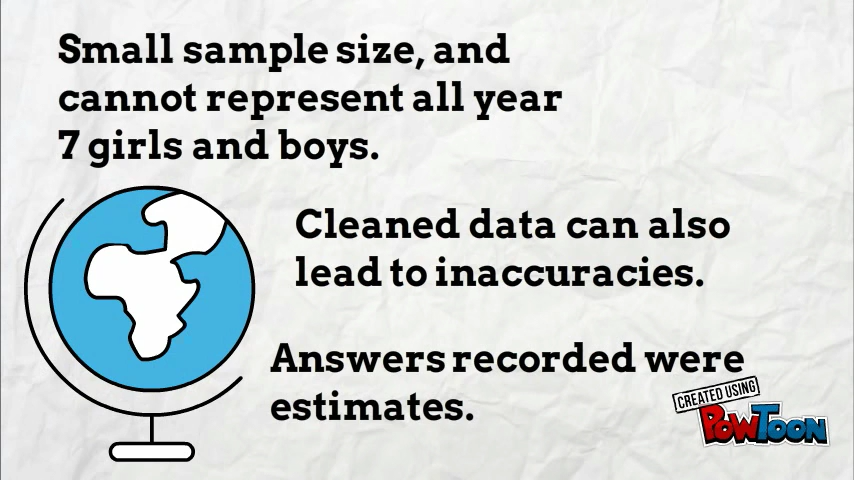 Small sample size, and
cannot represent all year
7 girls and boys.
Cleaned data can also
lead to inaccuracies.
Answers recorded were
estimates.
CREATED USING
POWTOON